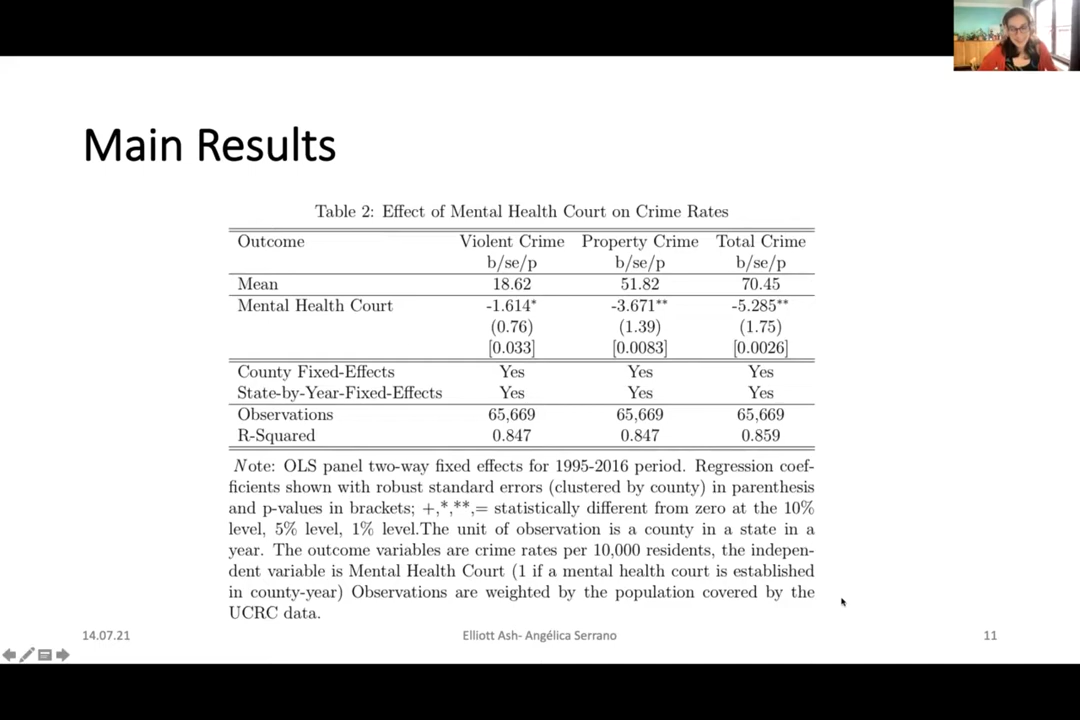 Main Results
Table 2: Effect of Mental Health Court on Crime Rates
Outcome Violent Crime Property Crime Total Crime
b/se/p b/se/p b/se/p
Mean 18.62 51.82 70.45
Mental Health Court -1.614* -3.671** -5.285**
(0.76) (1.39) (1.75)
[0.033] [0.0083] [0.0026]
County Fixed-Effects Yes Yes Yes
State-by-Year-Fixed-Effects Yes Yes Yes
Observations 65,669 65,669 65,669
R-Squared 0.847 0.847 0.859
Note: OLS panel two-way fixed effects for 1995-2016 period. Regression coef-
ficients shown with robust standard errors (clustered by county) in parenthesis
and p-values in brackets; +,*,**,= statistically different from zero at the 10%
level, 5% level, 1% level.The unit of observation is a county in a state in a
year. The outcome variables are crime rates per 10,000 residents, the indepen-
dent variable is Mental Health Court (1 if a mental health court is established
in county-year) Observations are weighted by the population covered by the
UCRC data.
14.07.21 Elliott Ash- Angélica Serrano 11